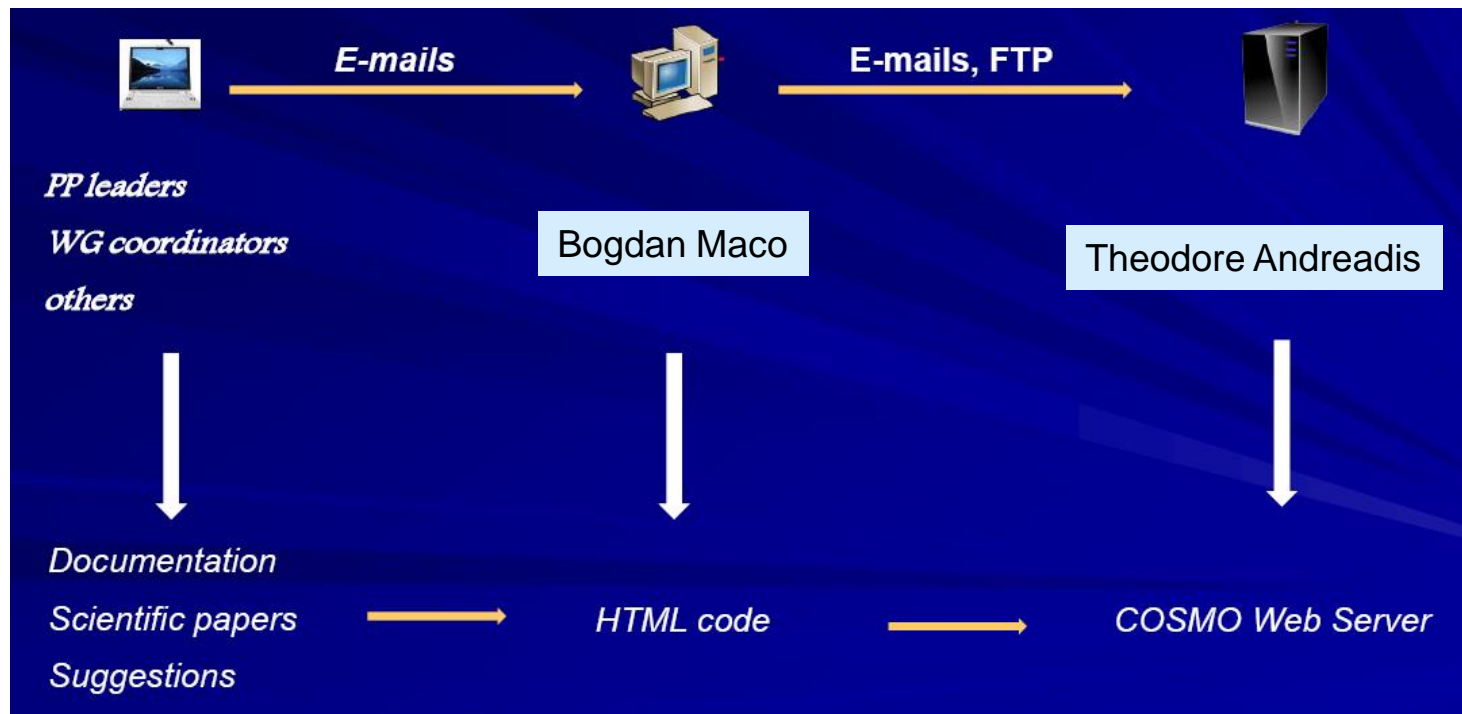 E-mails
E-mails, FTP
PP leaders
WG coordinators
others
Bogdan Maco
Theodore Andreadis
Documentation
Scientific papers
Suggestions
HTML code
COSMO Web Server